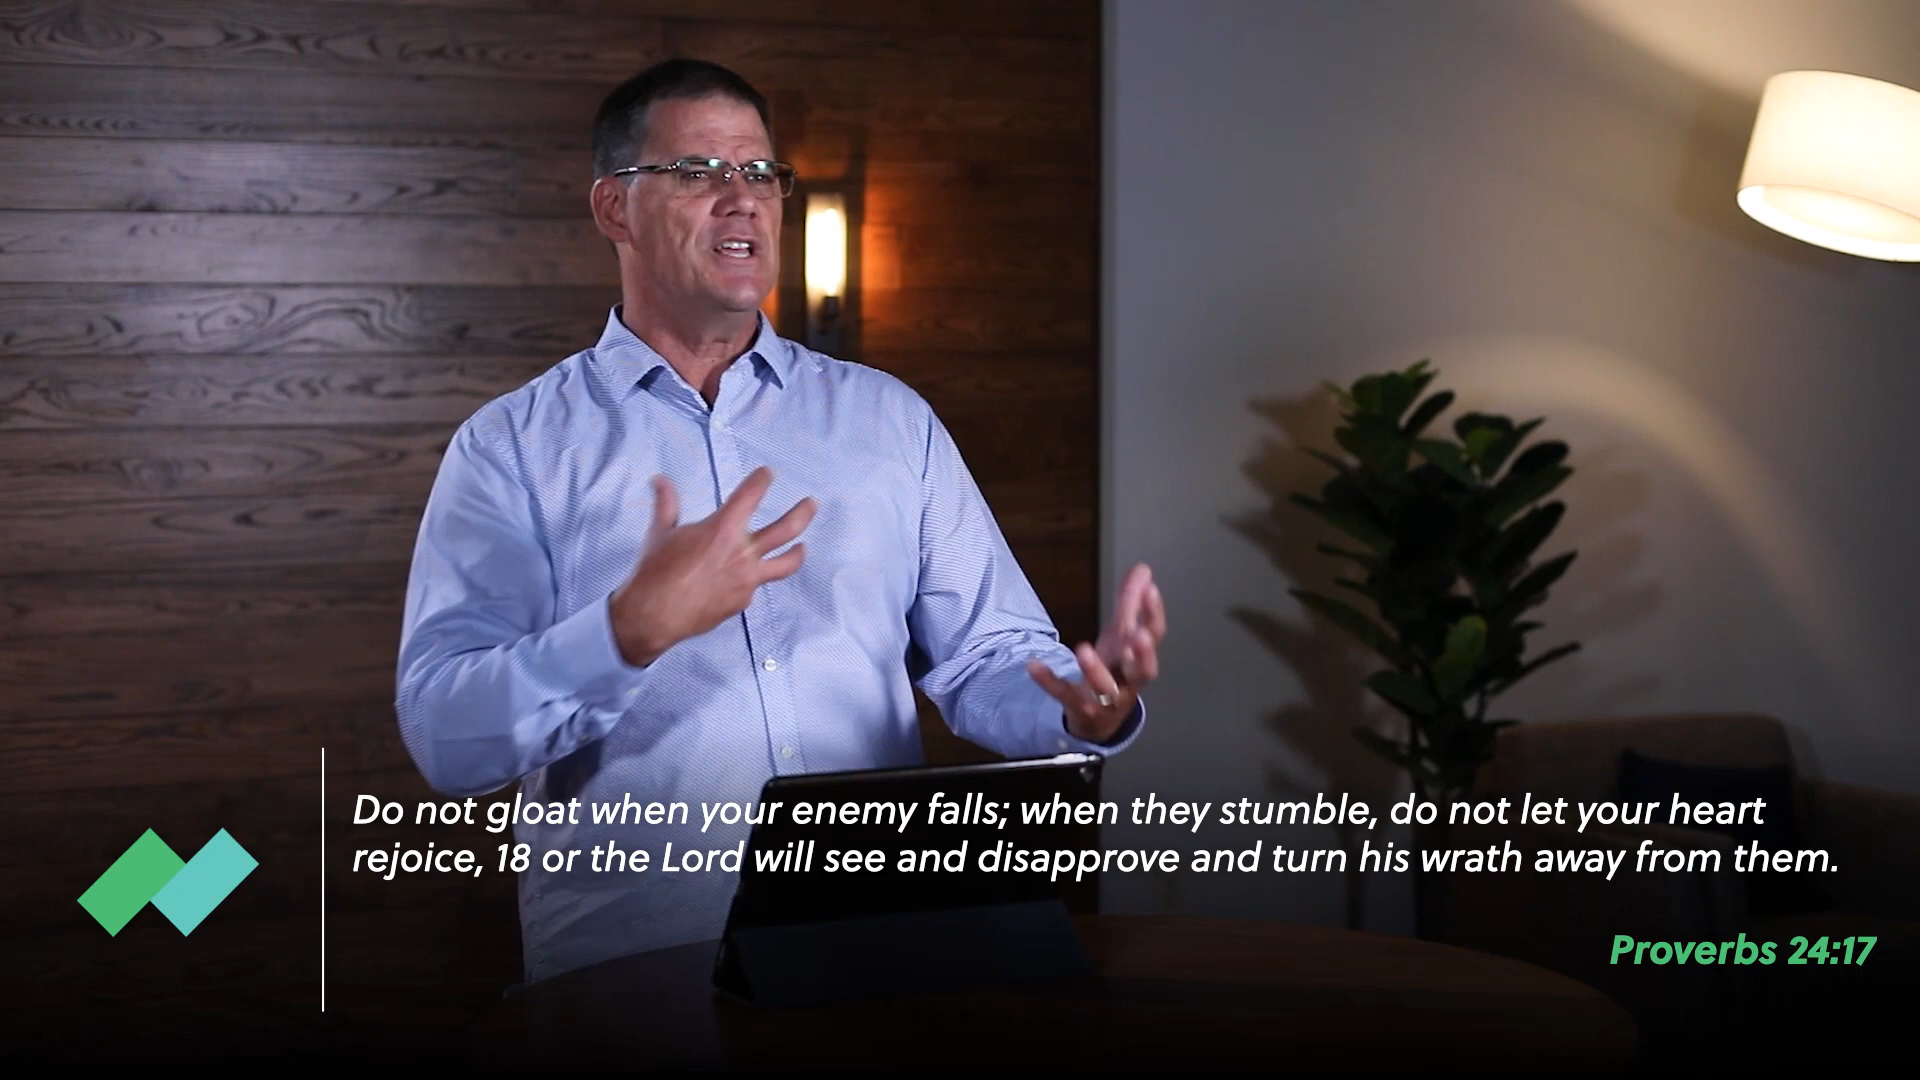 Do not gloat when your enemy falls; when they stumble, do not let your heart
rejoice, 18 or the Lord will see and disapprove and turn his wrath away from them.
Proverbs 24:17